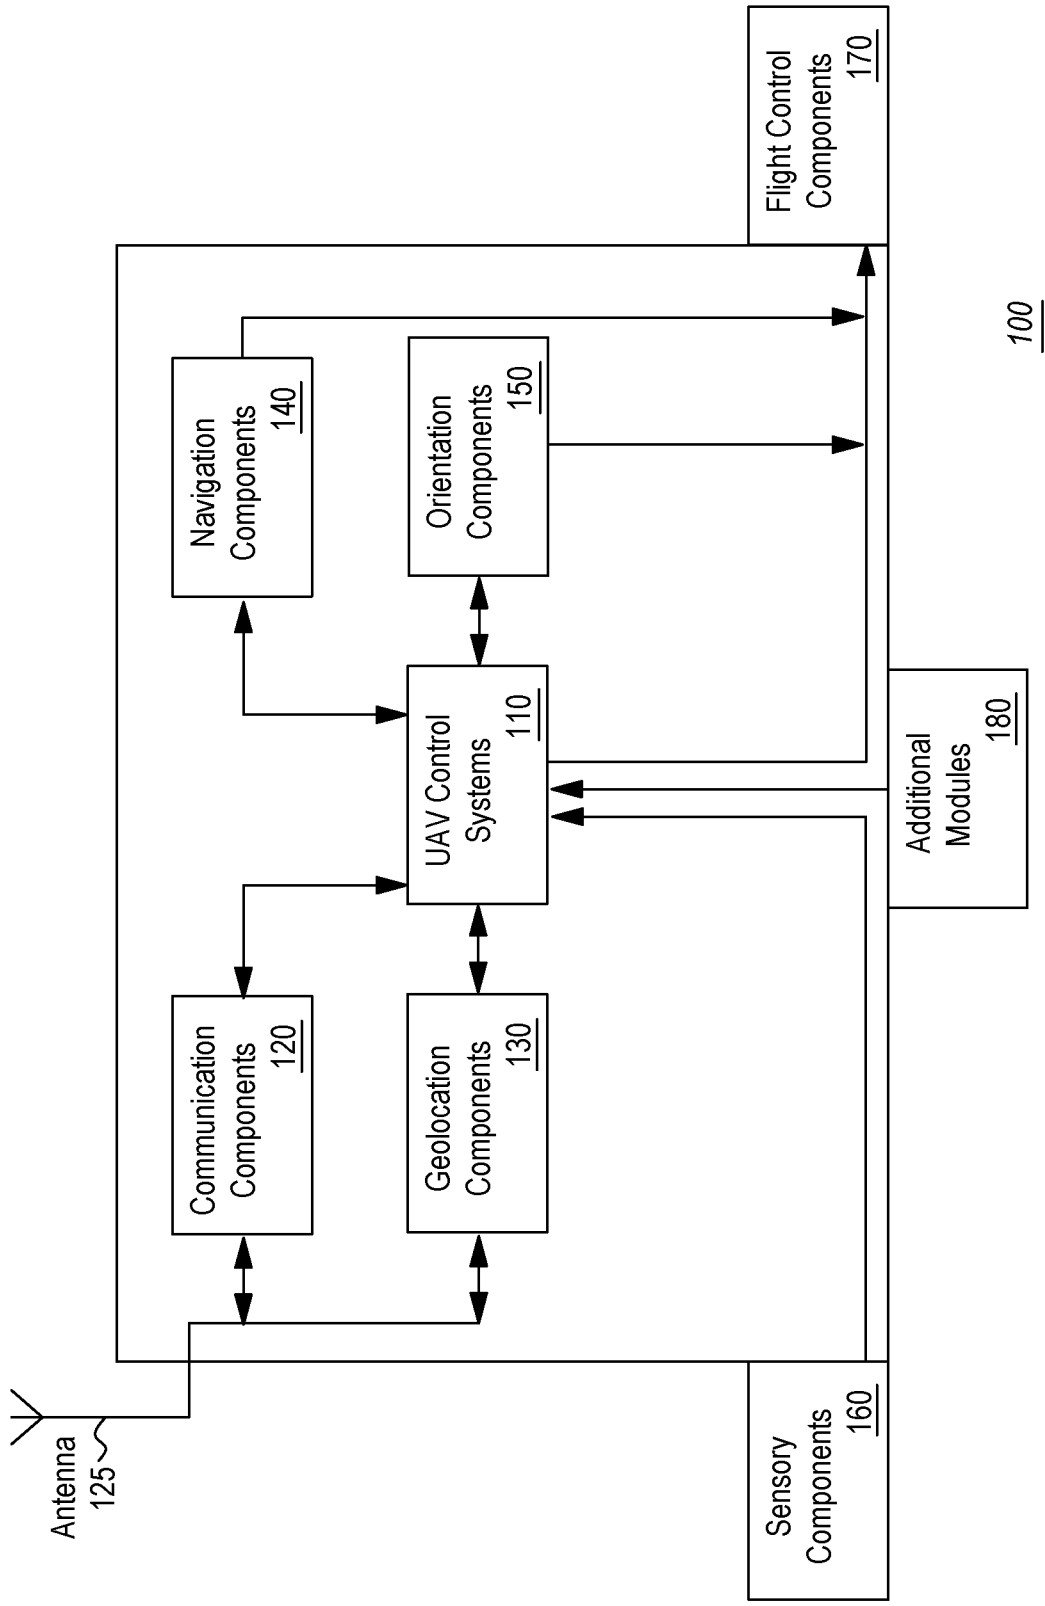 Antenna
125
Communication
Components
120
Navigation
Components
140
Geolocation
Components
130
UAV Control
Systems
110
Orientation
Components
150
Sensory
Components
160
Flight Control
Components
170
Additional
Modules
180
100